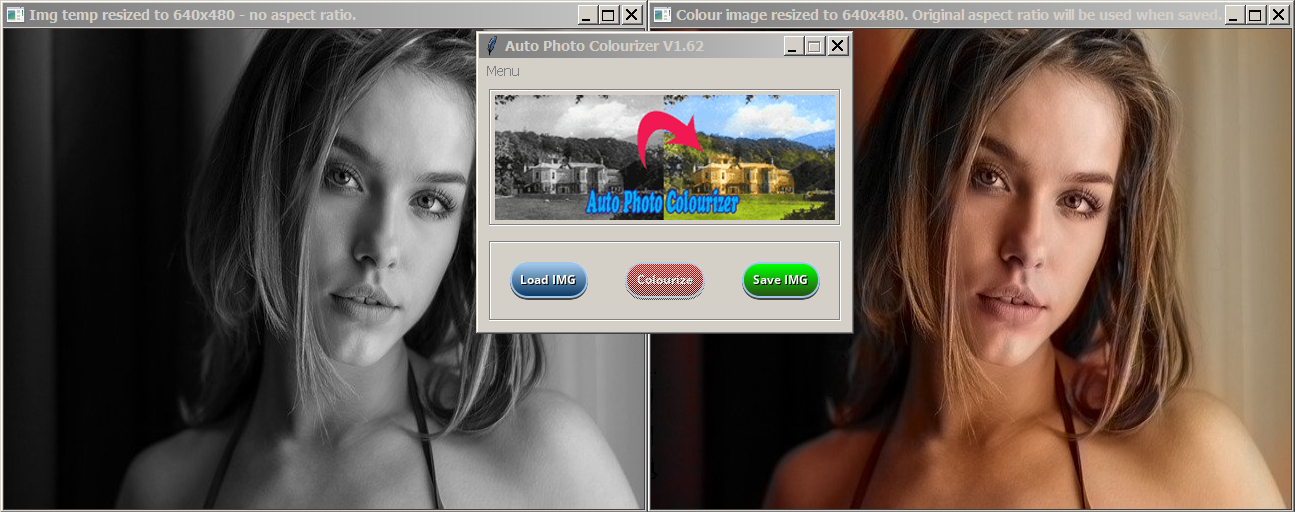 Img temp resized to 640x480 - no aspect ratio.
Colour image resized to 640x480. Original aspect ratio will be used when saved.
Auto Photo Colourizer V1.62
Menu
Auto Photo Colourizer
Load IMG
Colourize
Save IMG